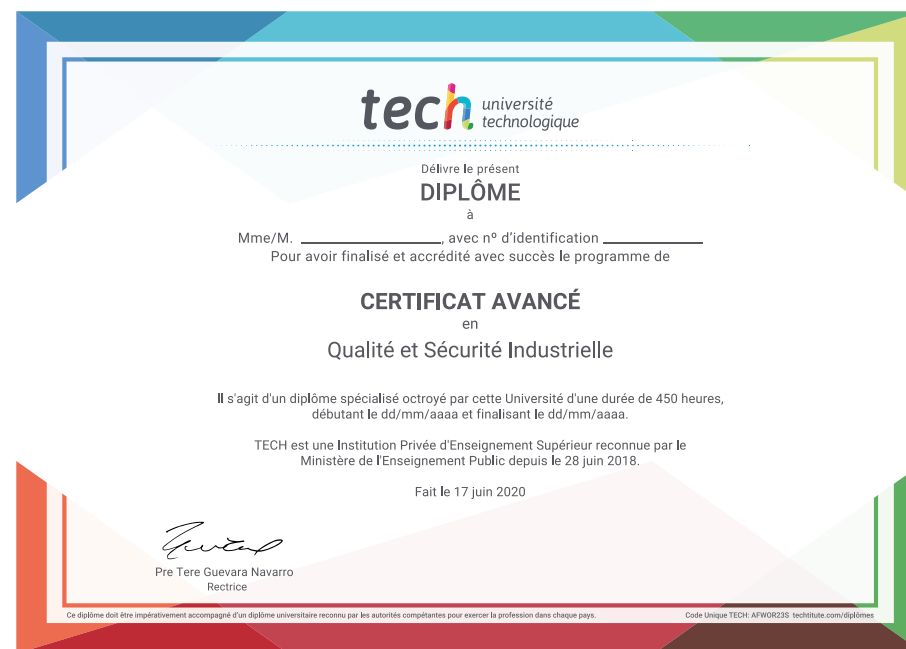 tech université
technologique
Délivre le présent
DIPLÔME
à
Mme/M. ____________________, avec nº d'identification ______________
Pour avoir finalisé et accrédité avec succès le programme de
CERTIFICAT AVANCÉ
en
Qualité et Sécurité Industrielle
Il s'agit d'un diplôme spécialisé octroyé par cette Université d'une durée de 450 heures,
débutant le dd/mm/aaaa et finalisant le dd/mm/aaaa.
TECH est une Institution Privée d'Enseignement Supérieur reconnue par le
Ministère de l'Enseignement Public depuis le 28 juin 2018.
Fait le 17 juin 2020
Pre Tere Guevara Navarro
Rectrice
Ce diplôme doit être impérativement accompagné d'un diplôme universitaire reconnu par les autorités compétantes pour exercer la profession dans chaque pays.
Code Unique TECH: AFWOR23S techtitute.com/diplômes